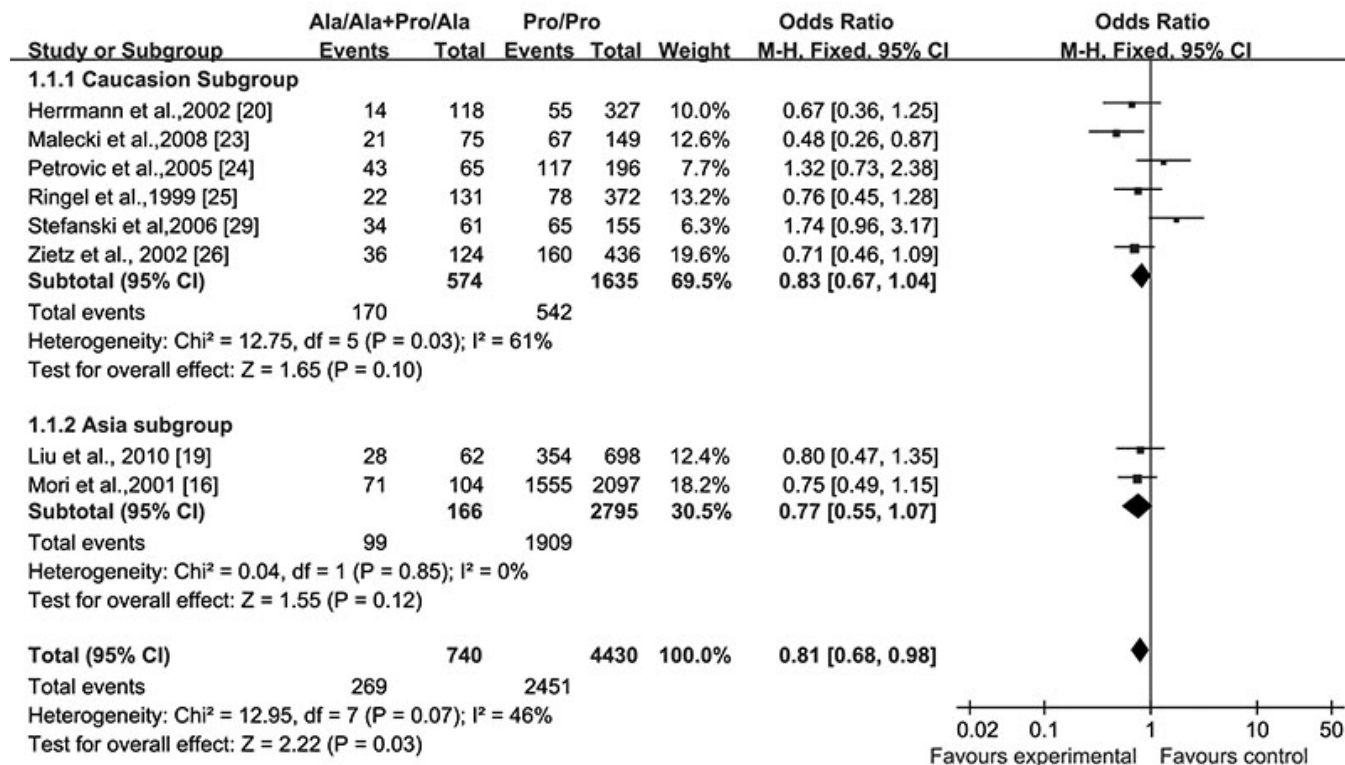 Ala/Ala+Pro/Ala Pro/Pro Odds Ratio Odds Ratio
Study or Subgroup Events Total Events Total Weight M-H, Fixed, 95% CI M-H, Fixed, 95% CI
1.1.1 Caucasion Subgroup
Herrmann et al.,2002 [20] 14 118 55 327 10.0% 0.67 [0.36, 1.25]
Malecki et al.,2008 [23] 21 75 67 149 12.6% 0.48 [0.26, 0.87]
Petrovic et al.,2005 [24] 43 65 117 196 7.7% 1.32 [0.73, 2.38]
Ringel et al.,1999 [25] 22 131 78 372 13.2% 0.76 [0.45, 1.28]
Stefanski et al,2006 [29] 34 61 65 155 6.3% 1.74 [0.96, 3.17]
Zietz et al., 2002 [26] 36 124 160 436 19.6% 0.71 [0.46, 1.09]
Subtotal (95% CI) 574 1635 69.5% 0.83 [0.67, 1.04]
Total events 170 542
Heterogeneity: Chi² = 12.75, df = 5 (P = 0.03); I² = 61%
Test for overall effect: Z = 1.65 (P = 0.10)
1.1.2 Asia subgroup
Liu et al., 2010 [19] 28 62 354 698 12.4% 0.80 [0.47, 1.35]
Mori et al.,2001 [16] 71 104 1555 2097 18.2% 0.75 [0.49, 1.15]
Subtotal (95% CI) 166 2795 30.5% 0.77 [0.55, 1.07]
Total events 99 1909
Heterogeneity: Chi² = 0.04, df = 1 (P = 0.85); I² = 0%
Test for overall effect: Z = 1.55 (P = 0.12)
Total (95% CI) 740 4430 100.0% 0.81 [0.68, 0.98]
Total events 269 2451
Heterogeneity: Chi² = 12.95, df = 7 (P = 0.07); I² = 46%
Test for overall effect: Z = 2.22 (P = 0.03)
0.02 0.1 1 10 50
Favours experimental Favours control